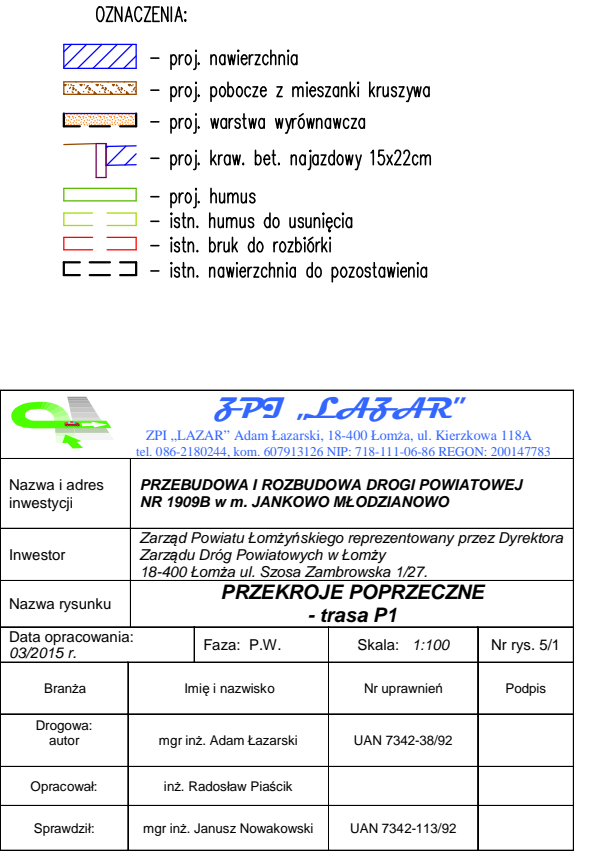 OZNACZENIA:
– proj. nawierzchnia
– proj. pobocze z mieszanki kruszywa
– proj. warstwa wyrównawcza
– proj. kraw. bet. najazdowy 15x22cm
– proj. humus
– istn. humus do usunięcia
– istn. bruk do rozbiórki
– istn. nawierzchnia do pozostawienia
ZPI „LAZAR”
ZPI „LAZAR” Adam Łazarski, 18-400 Łomża, ul. Kierzkowa 118A
tel. 086-2180244, kom. 607913126 NIP: 718-111-06-86 REGON: 200147783
Nazwa i adres
inwestycji
PRZEBUDOWA I ROZBUDOWA DROGI POWIATOWEJ
NR 1909B w m. JANKOWO MŁODZIANOWO
Inwestor
Zarząd Powiatu Łomżyńskiego reprezentowany przez Dyrektora
Zarządu Dróg Powiatowych w Łomży
18-400 Łomża ul. Szosa Zambrowska 1/27.
Nazwa rysunku
PRZEKROJE POPRZECZNE
- trasa P1
Data opracowania:
03/2015 r.
Faza: P.W.
Skala: 1:100
Nr rys. 5/1
Branża
Imię i nazwisko
Nr uprawnień
Podpis
Drogowa:
autor
mgr inż. Adam Łazarski
UAN 7342-38/92
Opracował:
inż. Radosław Piaścik
Sprawdził:
mgr inż. Janusz Nowakowski
UAN 7342-113/92